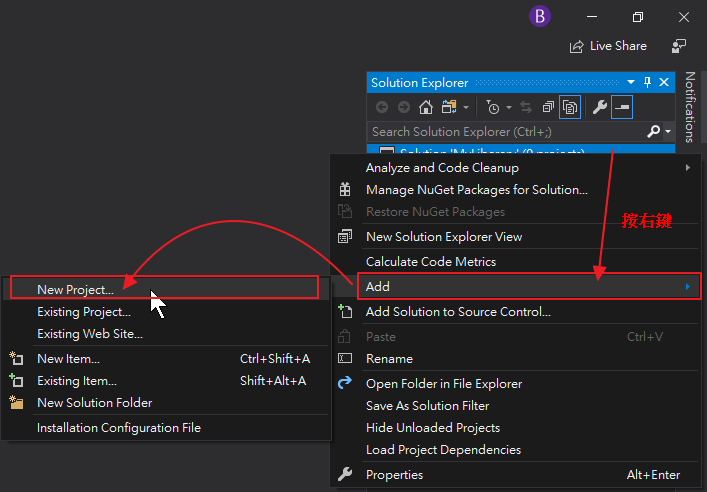 B
Live Share
Solution Explorer
Notifications
Search Solution Explorer (Ctrl+;)
Solution
Analyze and Code Cleanup
Manage NuGet Packages for Solution...
Restore NuGet Packages
按右鍵
New Solution Explorer View
Calculate Code Metrics
Add
Add Solution to Source Control...
Paste Ctrl+V
Rename
Open Folder in File Explorer
Save As Solution Filter
Hide Unloaded Projects
Load Project Dependencies
Properties Alt+Enter
New Project...
Existing Project...
Existing Web Site...
New Item... Ctrl+Shift+A
Existing Item... Shift+Alt+A
New Solution Folder
Installation Configuration File